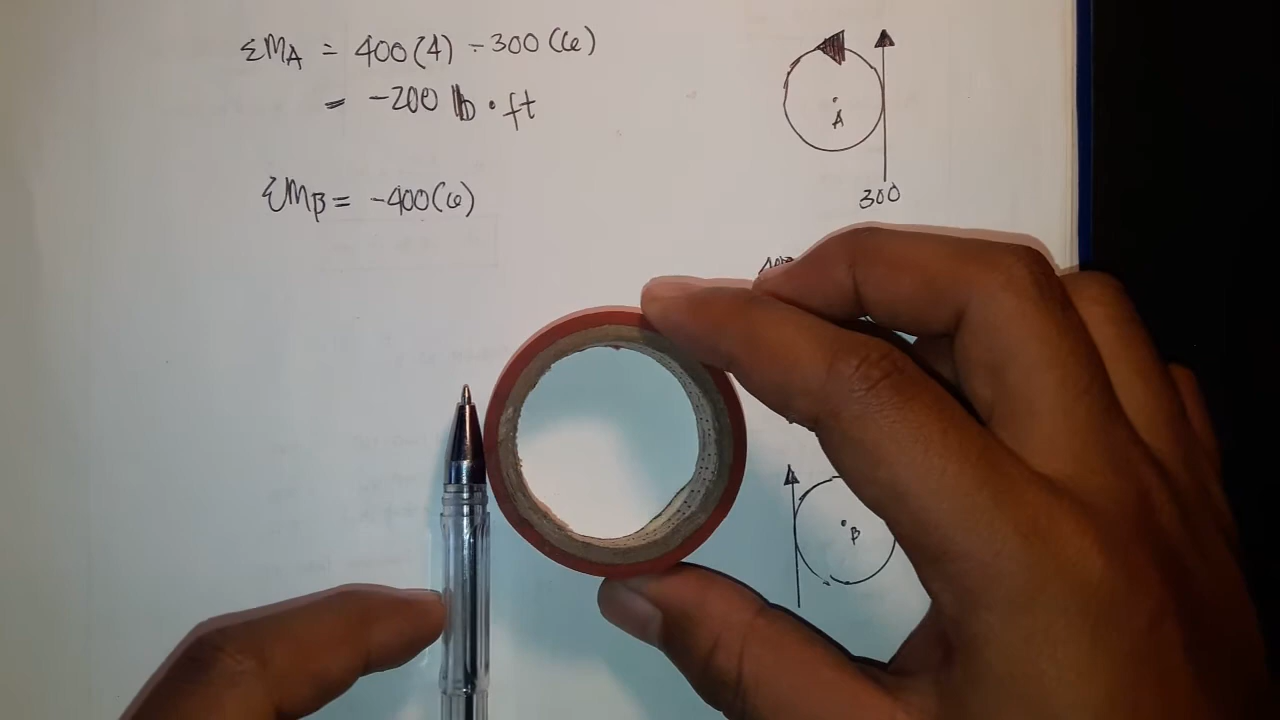 ΣMA = 400(4) - 300(6)
= -200 lb·ft
ΣMB = -400(6)
A
300
B